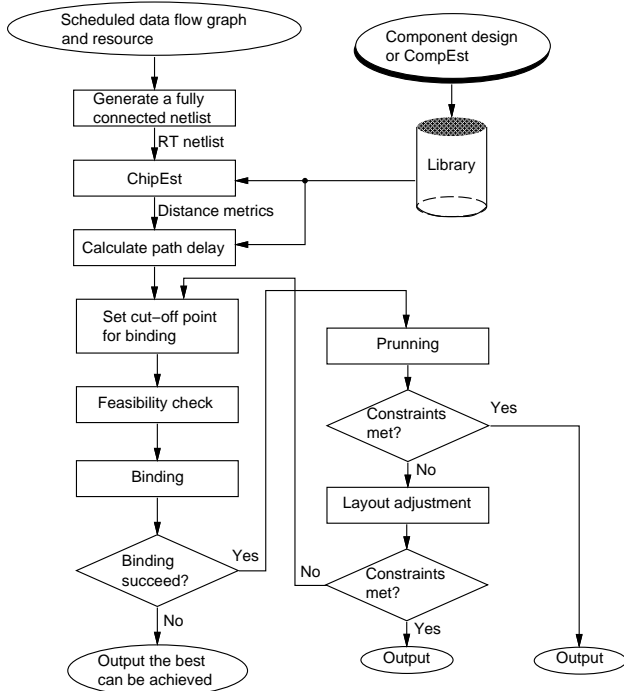 Scheduled data flow graph
and resource
Component design
or CompEst
Generate a fully
connected netlist
RT netlist
Library
ChipEst
Distance metrics
Calculate path delay
Set cut−off point
for binding
Prunning
Feasibility check
Constraints
met?
Yes
No
Binding
Layout adjustment
Binding
succeed?
Yes
No
Constraints
met?
No
Yes
Output the best
can be achieved
Output
Output